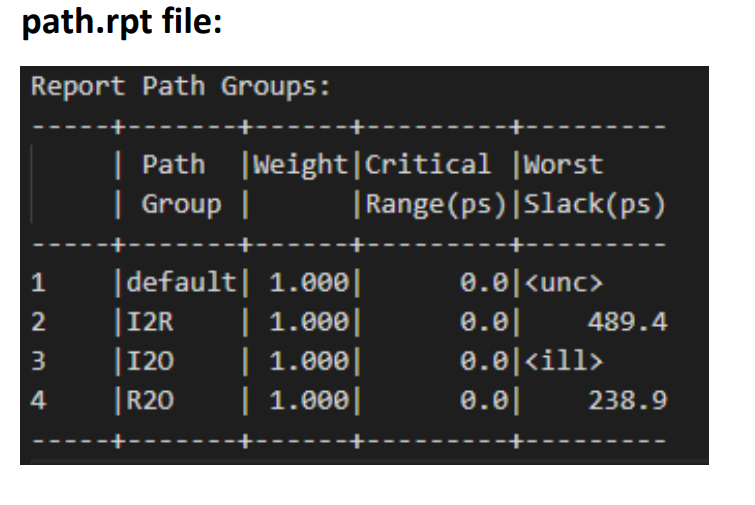 path.rpt file:
Report Path Groups:
-----+-------+------+---------+---------
     | Path  |Weight|Critical |Worst
     | Group |      |Range(ps)|Slack(ps)
-----+-------+------+---------+---------
1    |default| 1.000|      0.0|<unc>
2    |I2R    | 1.000|      0.0|    489.4
3    |I2O    | 1.000|      0.0|<ill>
4    |R2O    | 1.000|      0.0|    238.9
-----+-------+------+---------+---------